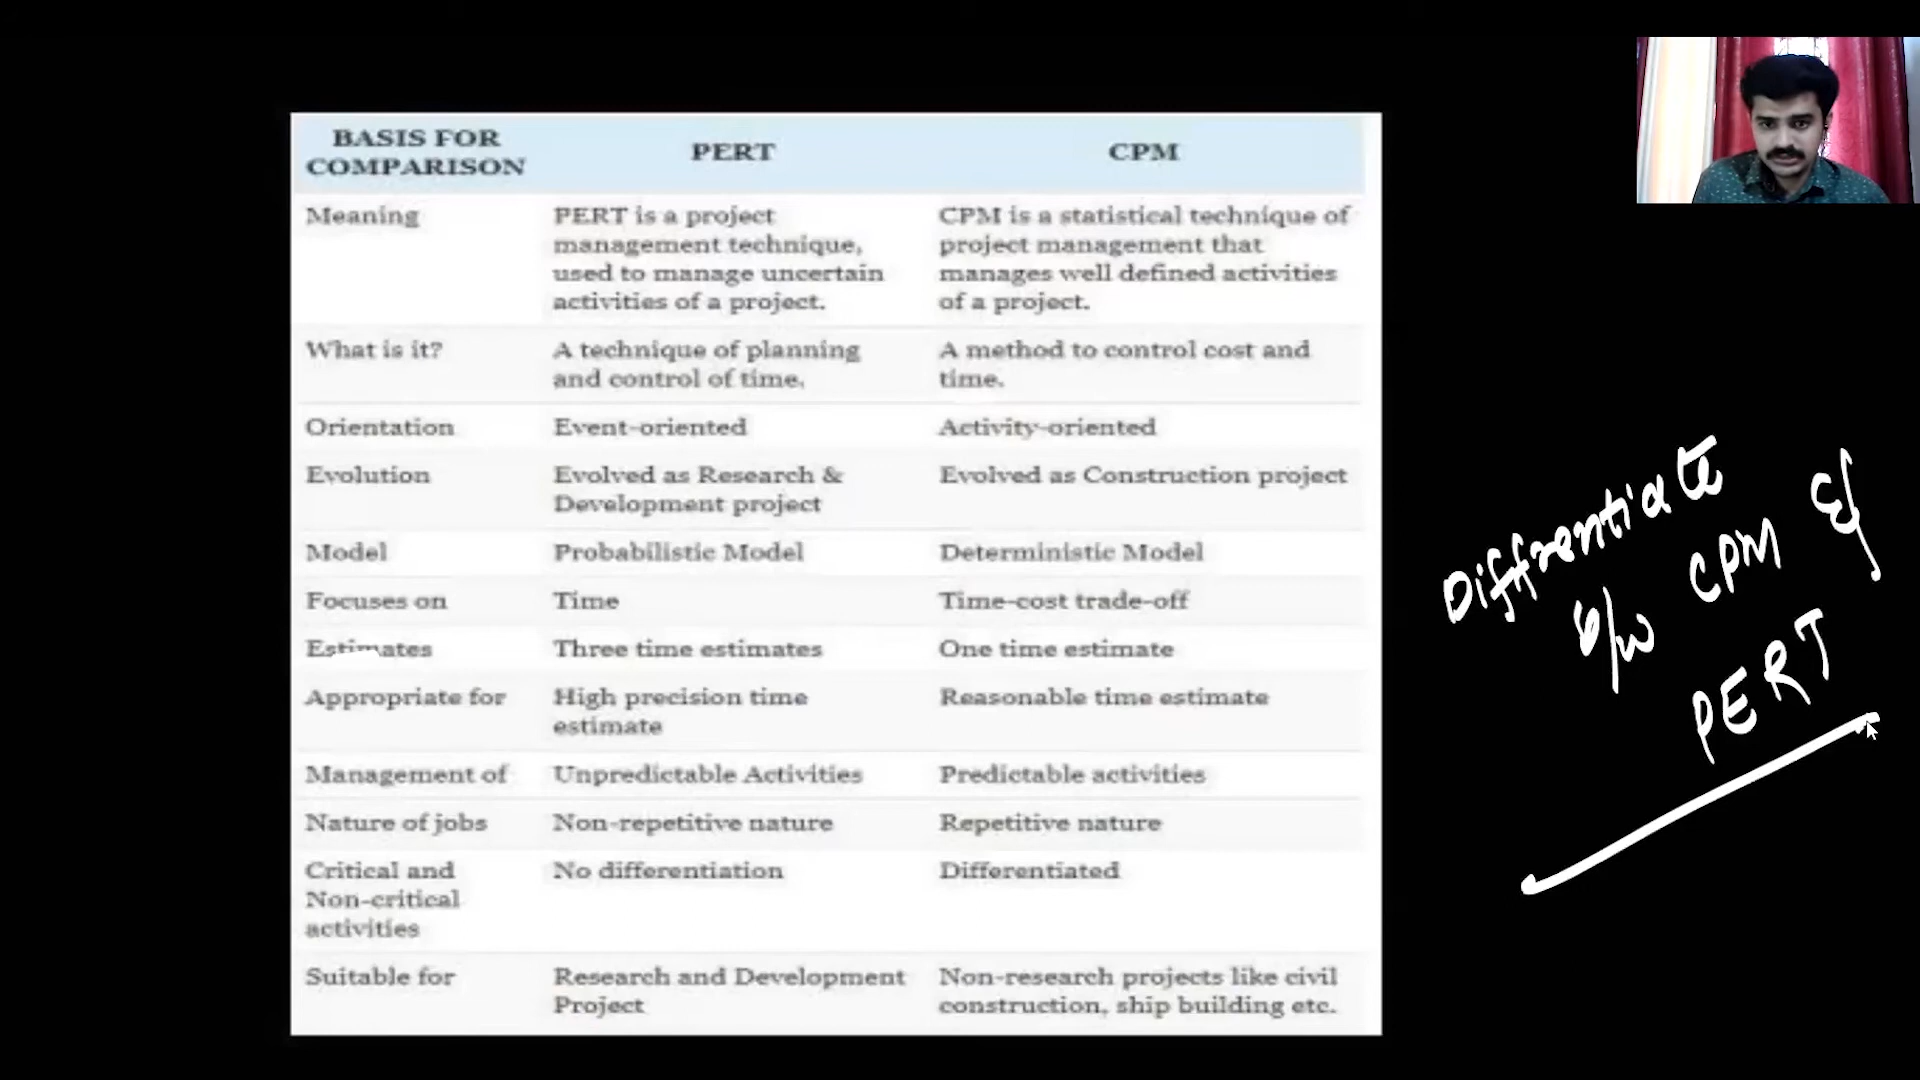 BASIS FOR COMPARISON PERT CPM
Meaning PERT is a project CPM is a statistical technique of
management technique, project management that
used to manage uncertain manages well defined activities
activities of a project. of a project.
What is it? A technique of planning A method to control cost and
and control of time. time.
Orientation Event-oriented Activity-oriented
Evolution Evolved as Research & Evolved as Construction project
Development project
Model Probabilistic Model Deterministic Model
Focuses on Time Time-cost trade-off
Estimates Three time estimates One time estimate
Appropriate for High precision time Reasonable time estimate
estimate
Management of Unpredictable Activities Predictable activities
Nature of jobs Non-repetitive nature Repetitive nature
Critical and No differentiation Differentiated
Non-critical
activities
Suitable for Research and Development Non-research projects like civil
Project construction, ship building etc.
Diffrentiate
b/w CPM &
PERT